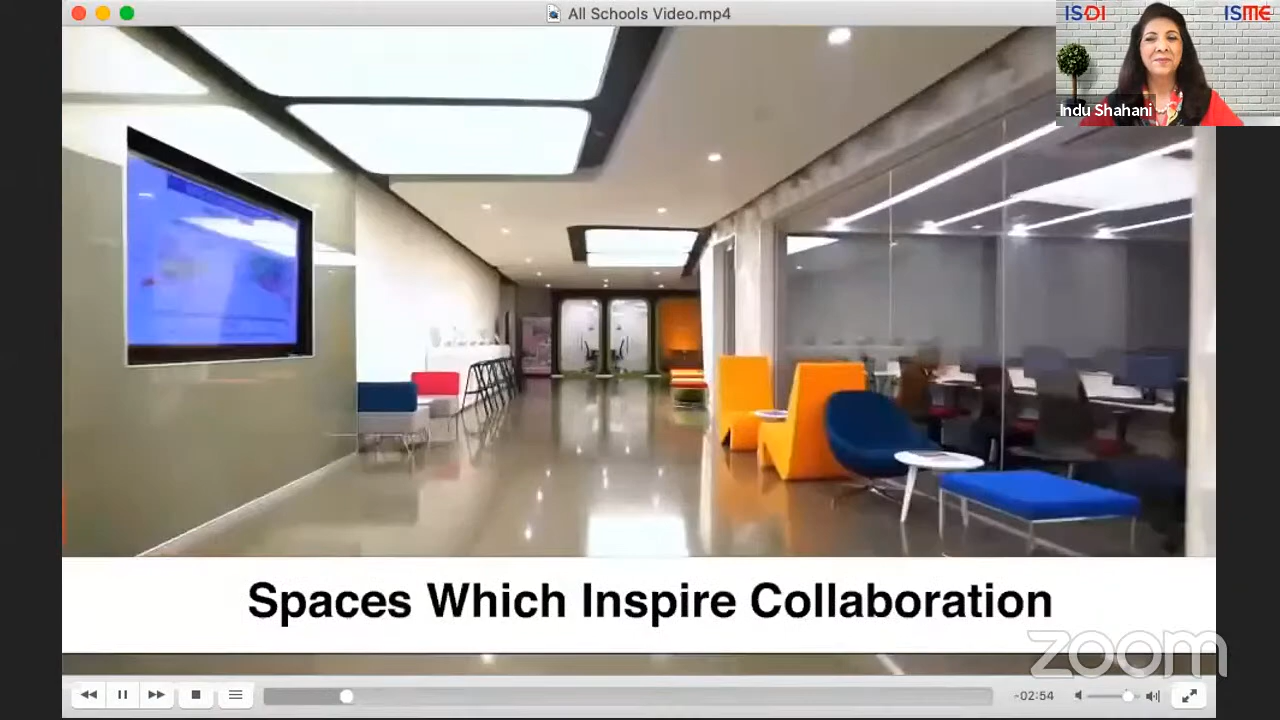 All Schools Video.mp4
ISDI
ISME
Indu Shahani
Spaces Which Inspire Collaboration
zoom
-02:54